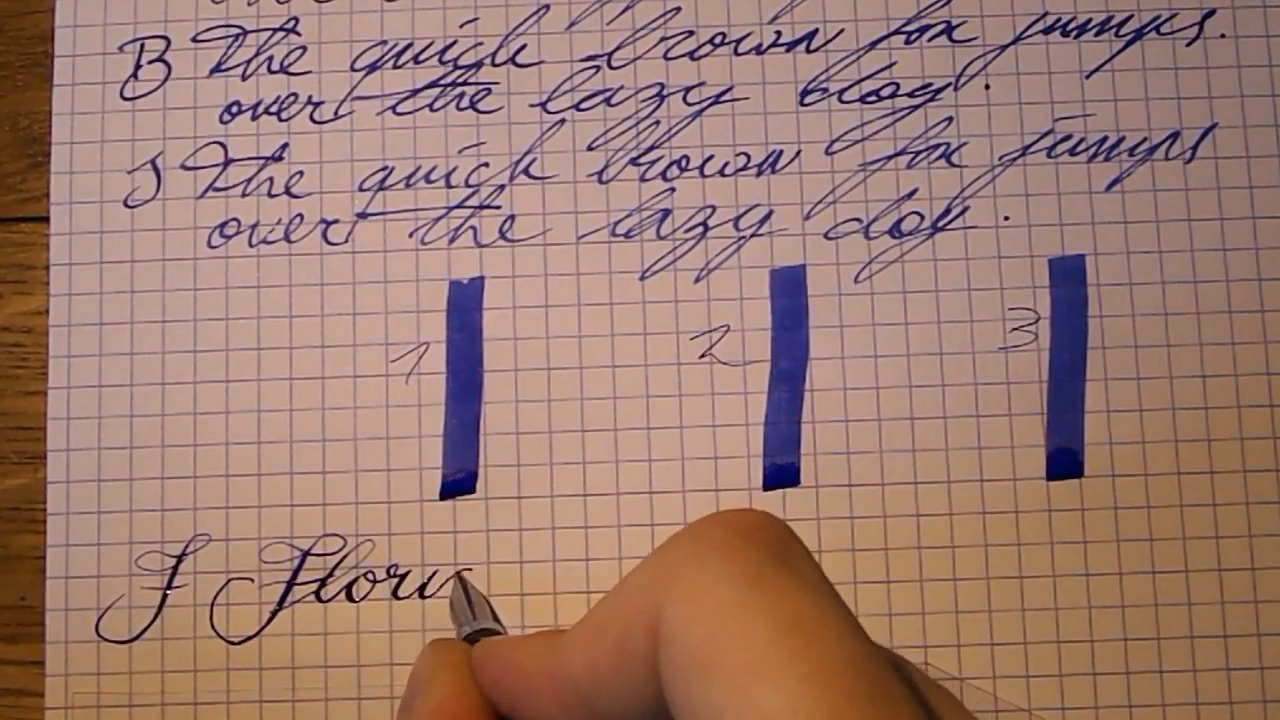 B The quick brown fox jumps.
over the lazy dog.
J The quick brown fox jumps
over the lazy dog.
1 2 3
F Flori